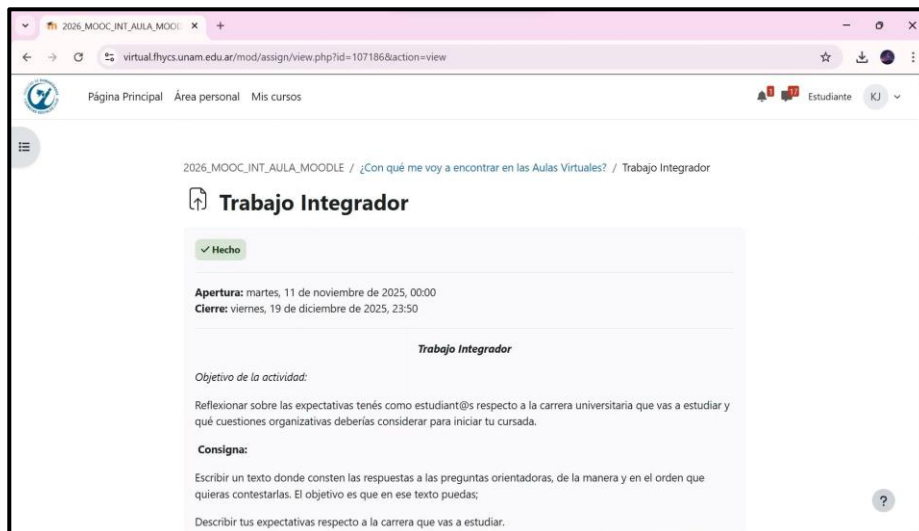 2026_MOOC_INT_AULA_MOOD
virtual.fhycs.unam.edu.ar/mod/assign/view.php?id=107186&action=view
Página Principal Área personal Mis cursos
1 17 Estudiante KJ
2026_MOOC_INT_AULA_MOODLE / ¿Con qué me voy a encontrar en las Aulas Virtuales? / Trabajo Integrador
Trabajo Integrador
Hecho
Apertura: martes, 11 de noviembre de 2025, 00:00
Cierre: viernes, 19 de diciembre de 2025, 23:50
Trabajo Integrador
Objetivo de la actividad:
Reflexionar sobre las expectativas tenés como estudiant@s respecto a la carrera universitaria que vas a estudiar y
qué cuestiones organizativas deberías considerar para iniciar tu cursada.
Consigna:
Escribir un texto donde consten las respuestas a las preguntas orientadoras, de la manera y en el orden que
quieras contestarlas. El objetivo es que en ese texto puedas;
Describir tus expectativas respecto a la carrera que vas a estudiar.
?